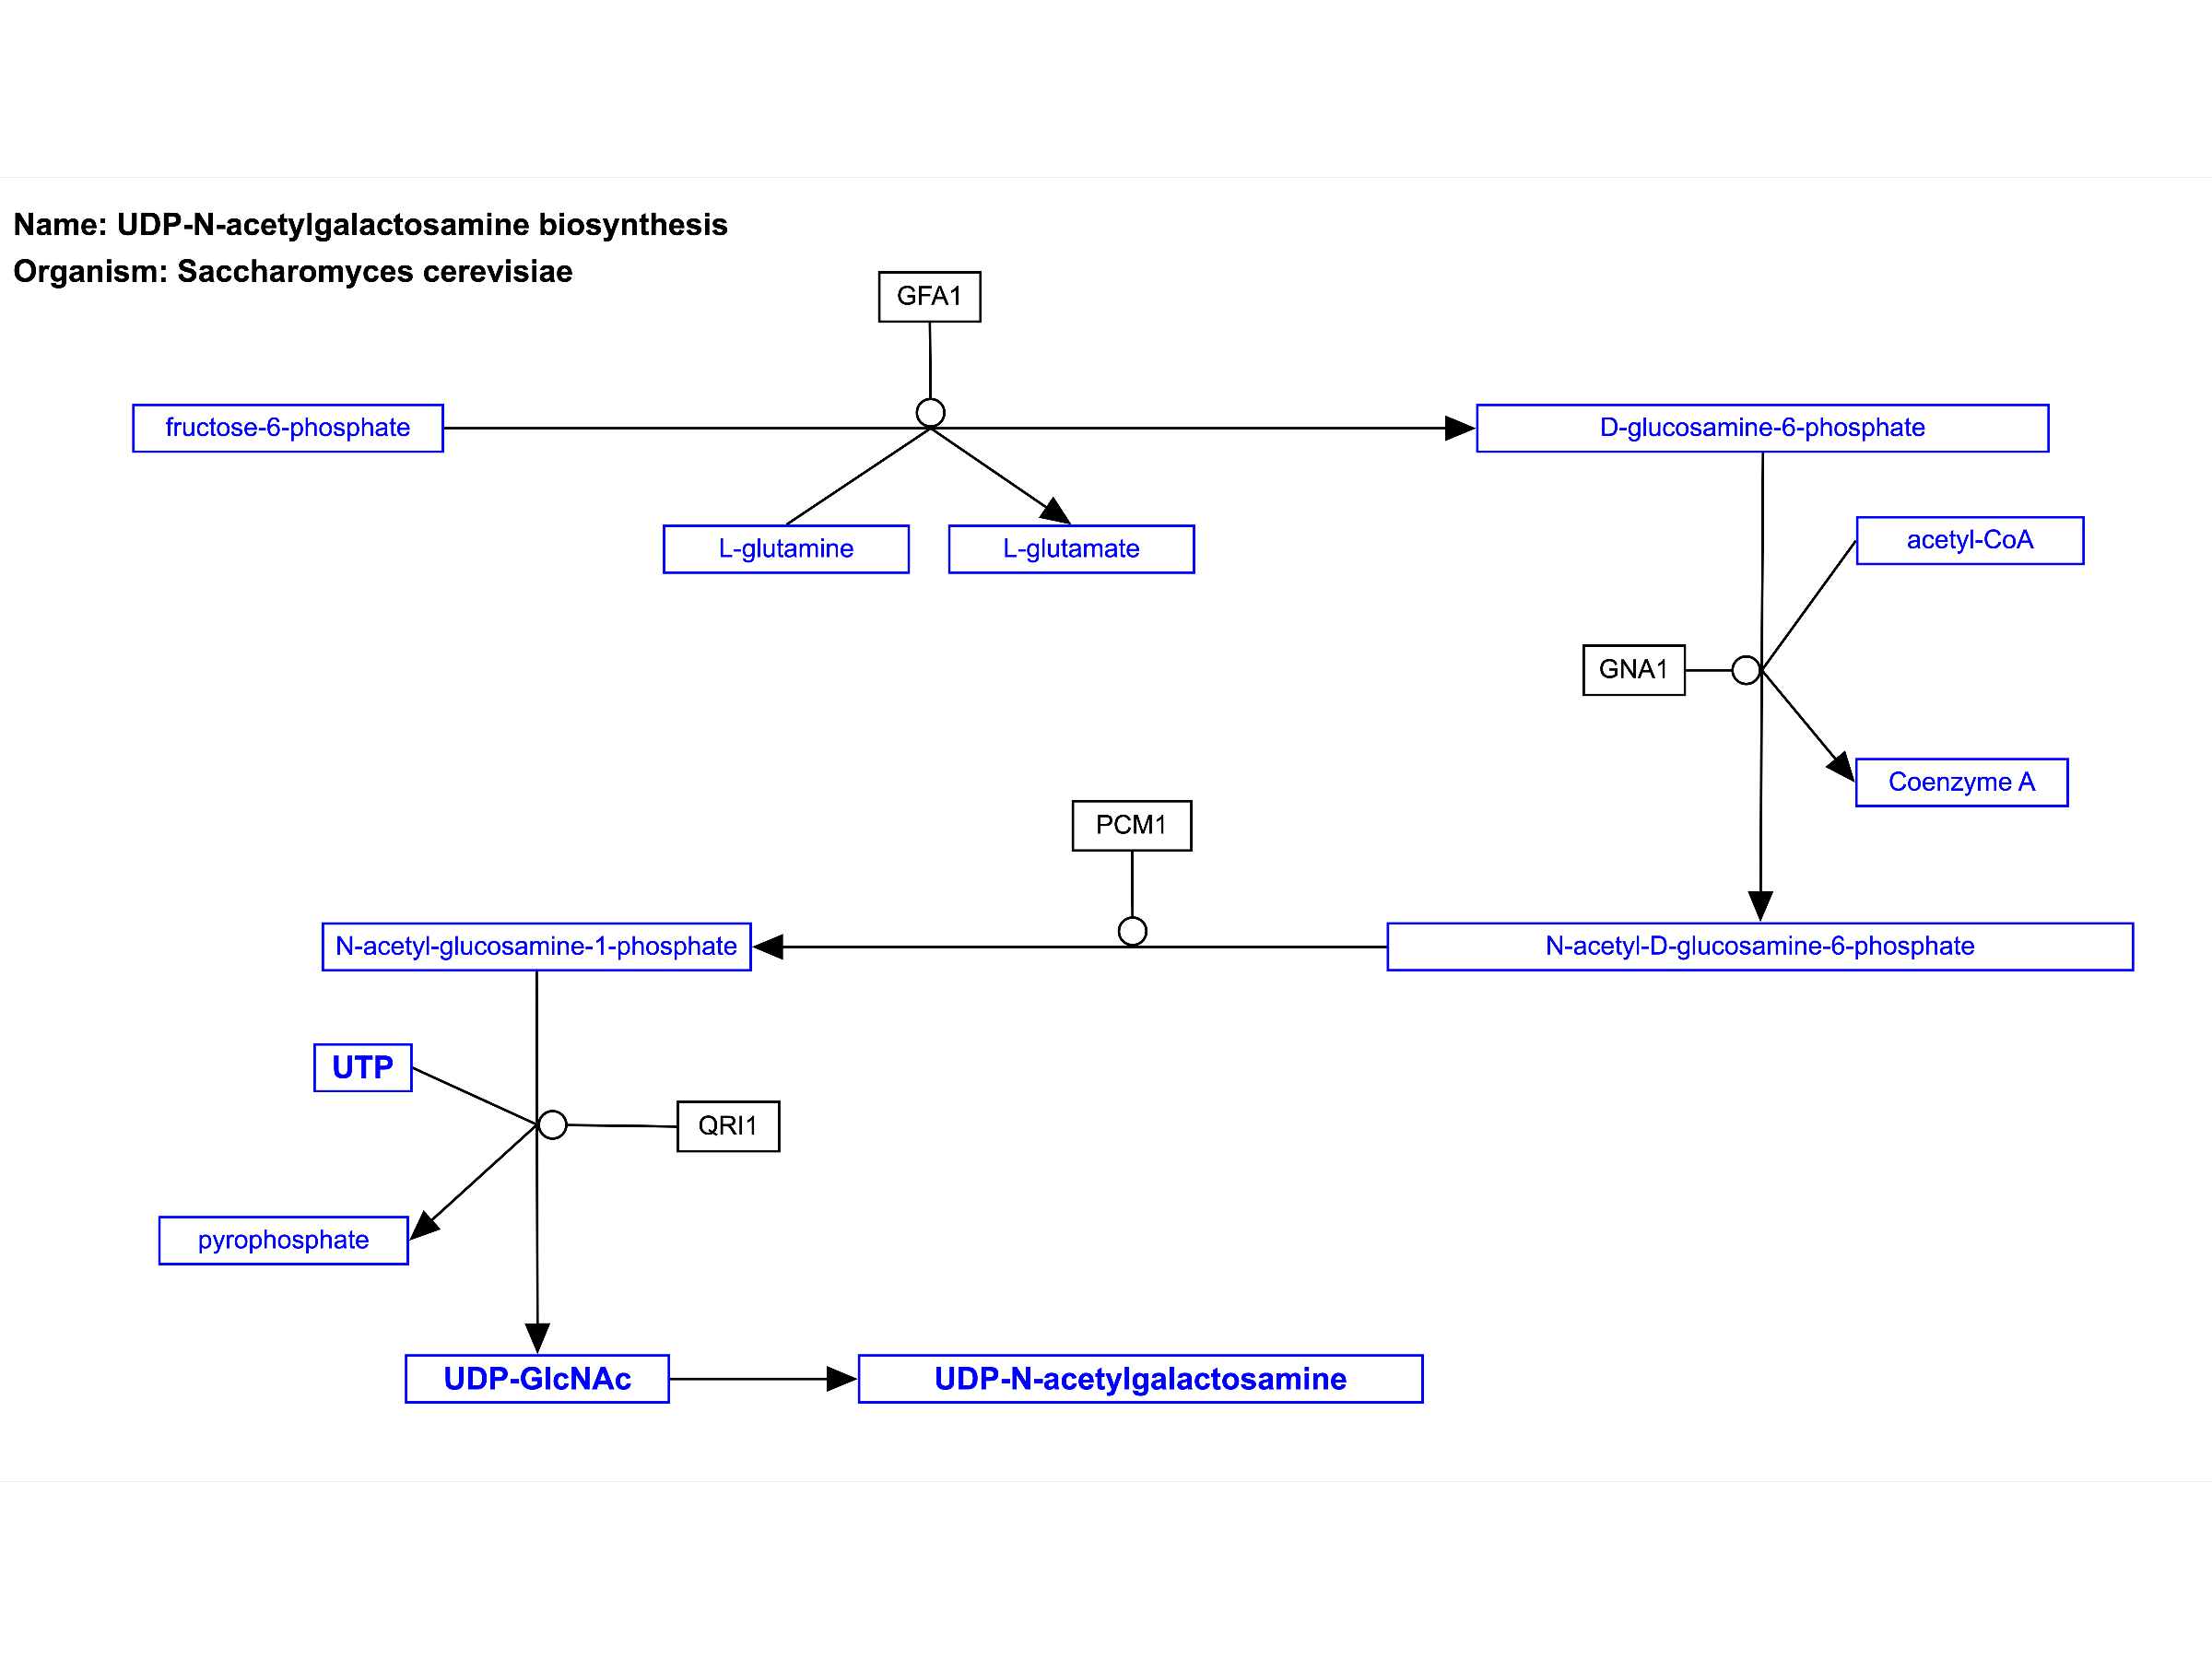 Name: UDP-N-acetylgalactosamine biosynthesis
Organism: Saccharomyces cerevisiae
GFA1
fructose-6-phosphate
D-glucosamine-6-phosphate
L-glutamine
L-glutamate
acetyl-CoA
GNA1
Coenzyme A
PCM1
N-acetyl-glucosamine-1-phosphate
N-acetyl-D-glucosamine-6-phosphate
UTP
QRI1
pyrophosphate
UDP-GlcNAc
UDP-N-acetylgalactosamine